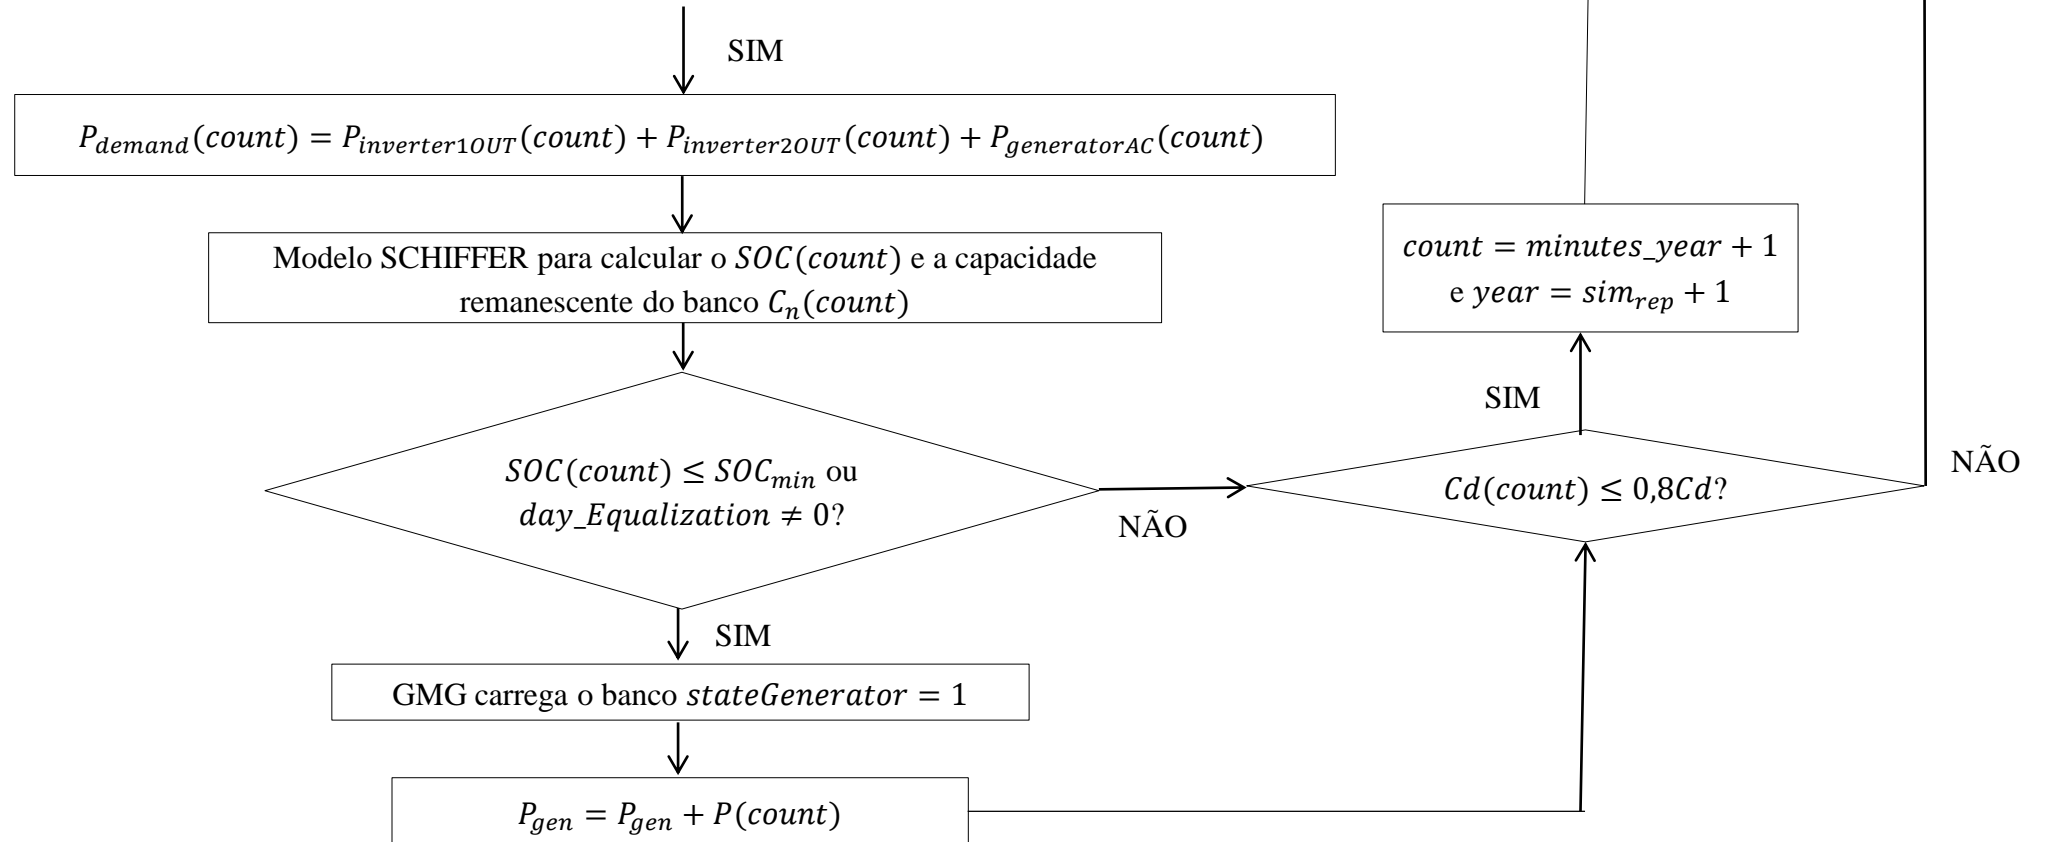 SIM
P_demand(count) = P_inverter1OUT(count) + P_inverter2OUT(count) + P_generatorAC(count)
Modelo SCHIFFER para calcular o SOC(count) e a capacidade
remanescente do banco C_n(count)
count = minutes_year + 1
e year = sim_rep + 1
SIM
SOC(count) ≤ SOC_min ou
day_Equalization ≠ 0?
NÃO
Cd(count) ≤ 0,8Cd?
NÃO
SIM
GMG carrega o banco stateGenerator = 1
P_gen = P_gen + P(count)